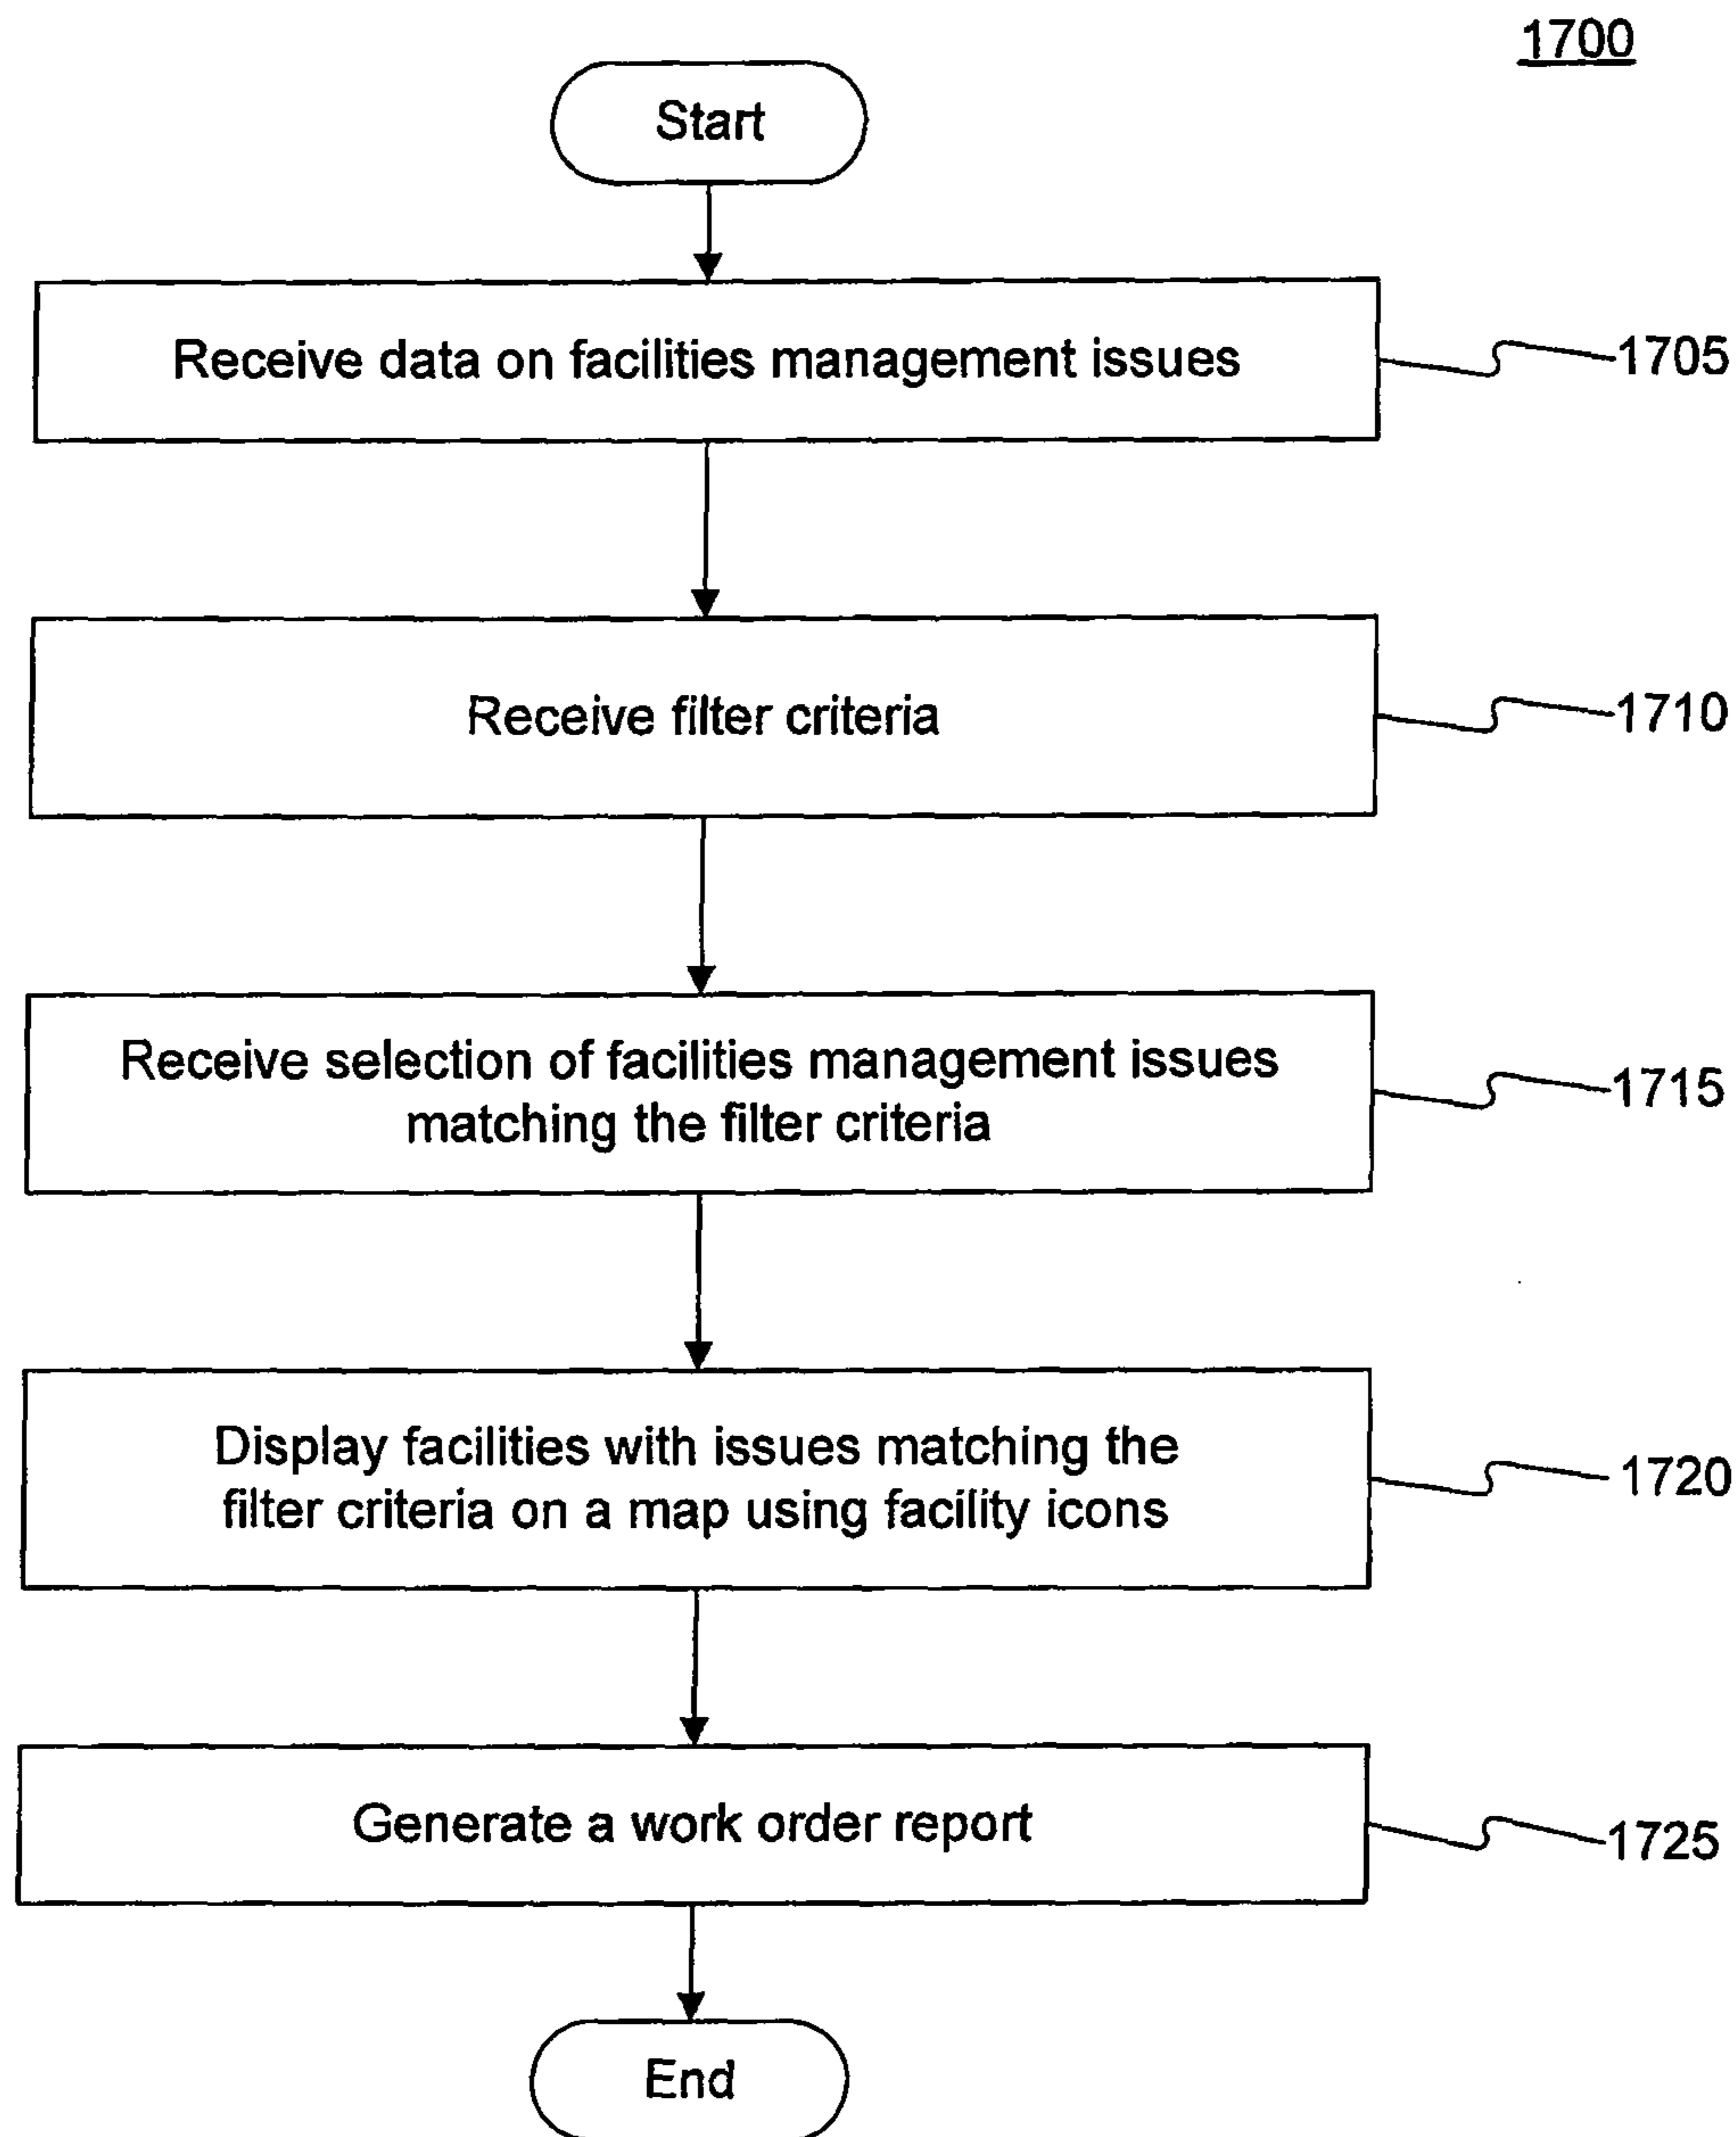 1700
Start
Receive data on facilities management issues
1705
Receive filter criteria
1710
Receive selection of facilities management issues
matching the filter criteria
1715
Display facilities with issues matching the
filter criteria on a map using facility icons
1720
Generate a work order report
1725
End